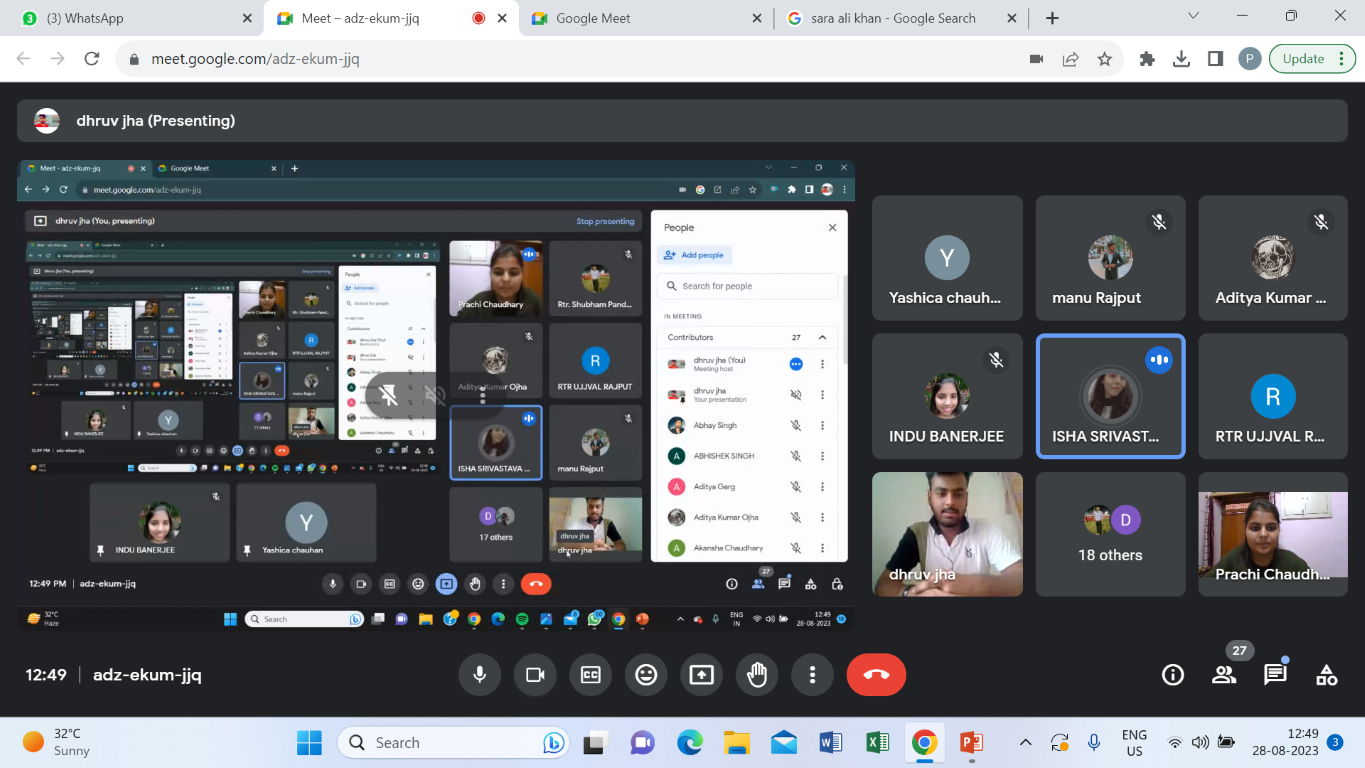 (3) WhatsApp
Meet – adz-ekum-jjq
Google Meet
sara ali khan - Google Search
meet.google.com/adz-ekum-jjq
P
Update
dhruv jha (Presenting)
Meet - adz-ekum-jjq
Google Meet
meet.google.com/adz-ekum-jjq
dhruv jha (You, presenting)
Stop presenting
People
Add people
Search for people
IN MEETING
Contributors 27
dhruv jha (You)
Meeting host
dhruv jha
Your presentation
Abhay Singh
A ABHISHEK SINGH
A Aditya Garg
Aditya Kumar Ojha
A Akansha Chaudhary
Prachi Chaudhary
Rtr. Shubham Pand...
Aditya Kumar Ojha
R
RTR UJJVAL RAJPUT
ISHA SRIVASTAVA ...
manu Rajput
D
17 others
dhruv jha
dhruv jha
INDU BANERJEE
Y
Yashica chauhan
12:49 PM | adz-ekum-jjq
27
32°C
Haze
Search
ENG
IN
12:49
28-08-2023
Y
Yashica chauh...
manu Rajput
Aditya Kumar ...
INDU BANERJEE
ISHA SRIVAST...
R
RTR UJJVAL R...
dhruv jha
D
18 others
Prachi Chaudh...
12:49 | adz-ekum-jjq
27
32°C
Sunny
Search
ENG
US
12:49
28-08-2023
3